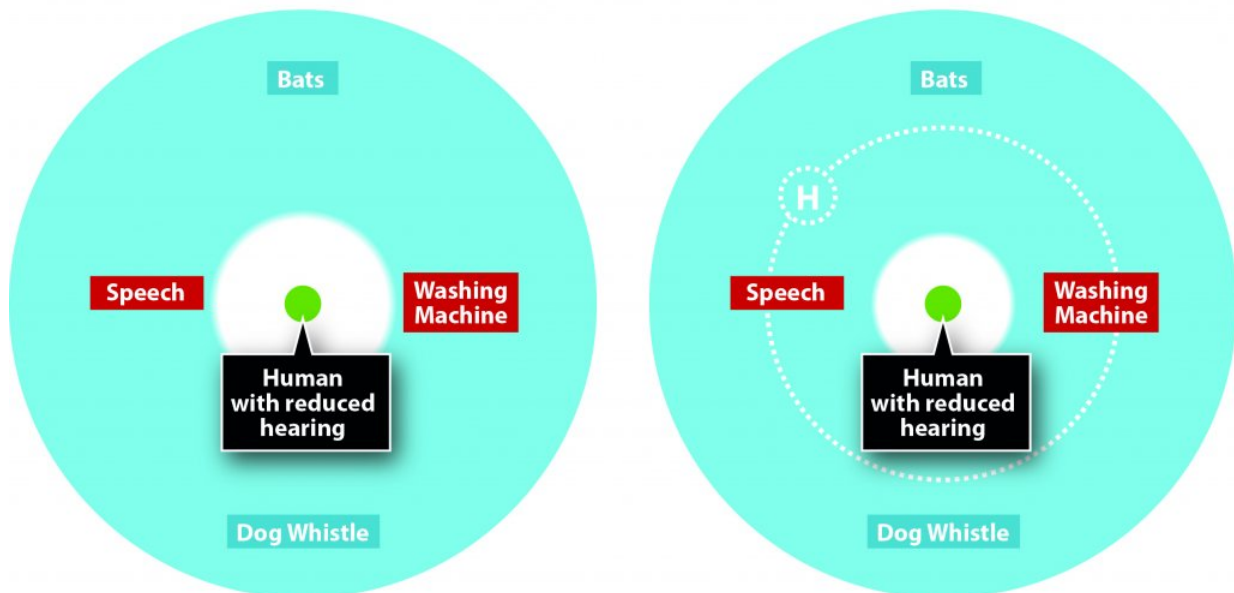 Bats
Speech
Washing
Machine
Human
with reduced
hearing
Dog Whistle
Bats
H
Speech
Washing
Machine
Human
with reduced
hearing
Dog Whistle